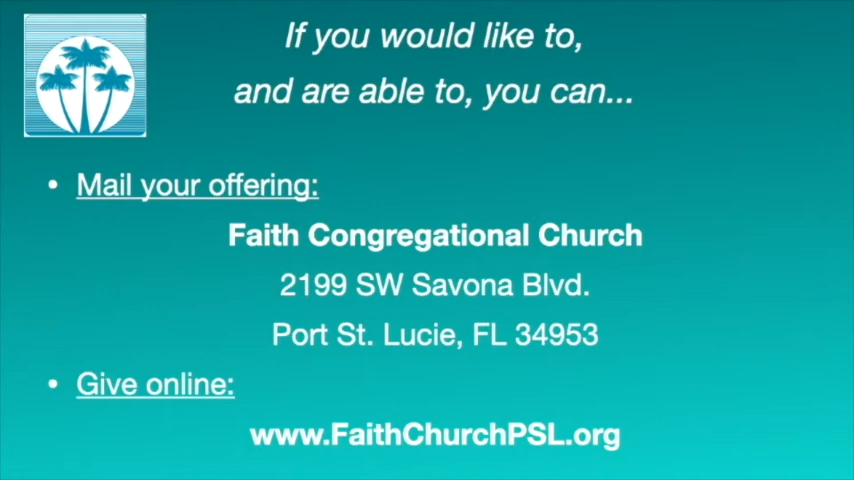 If you would like to,
and are able to, you can...
• Mail your offering:
Faith Congregational Church
2199 SW Savona Blvd.
Port St. Lucie, FL 34953
• Give online:
www.FaithChurchPSL.org